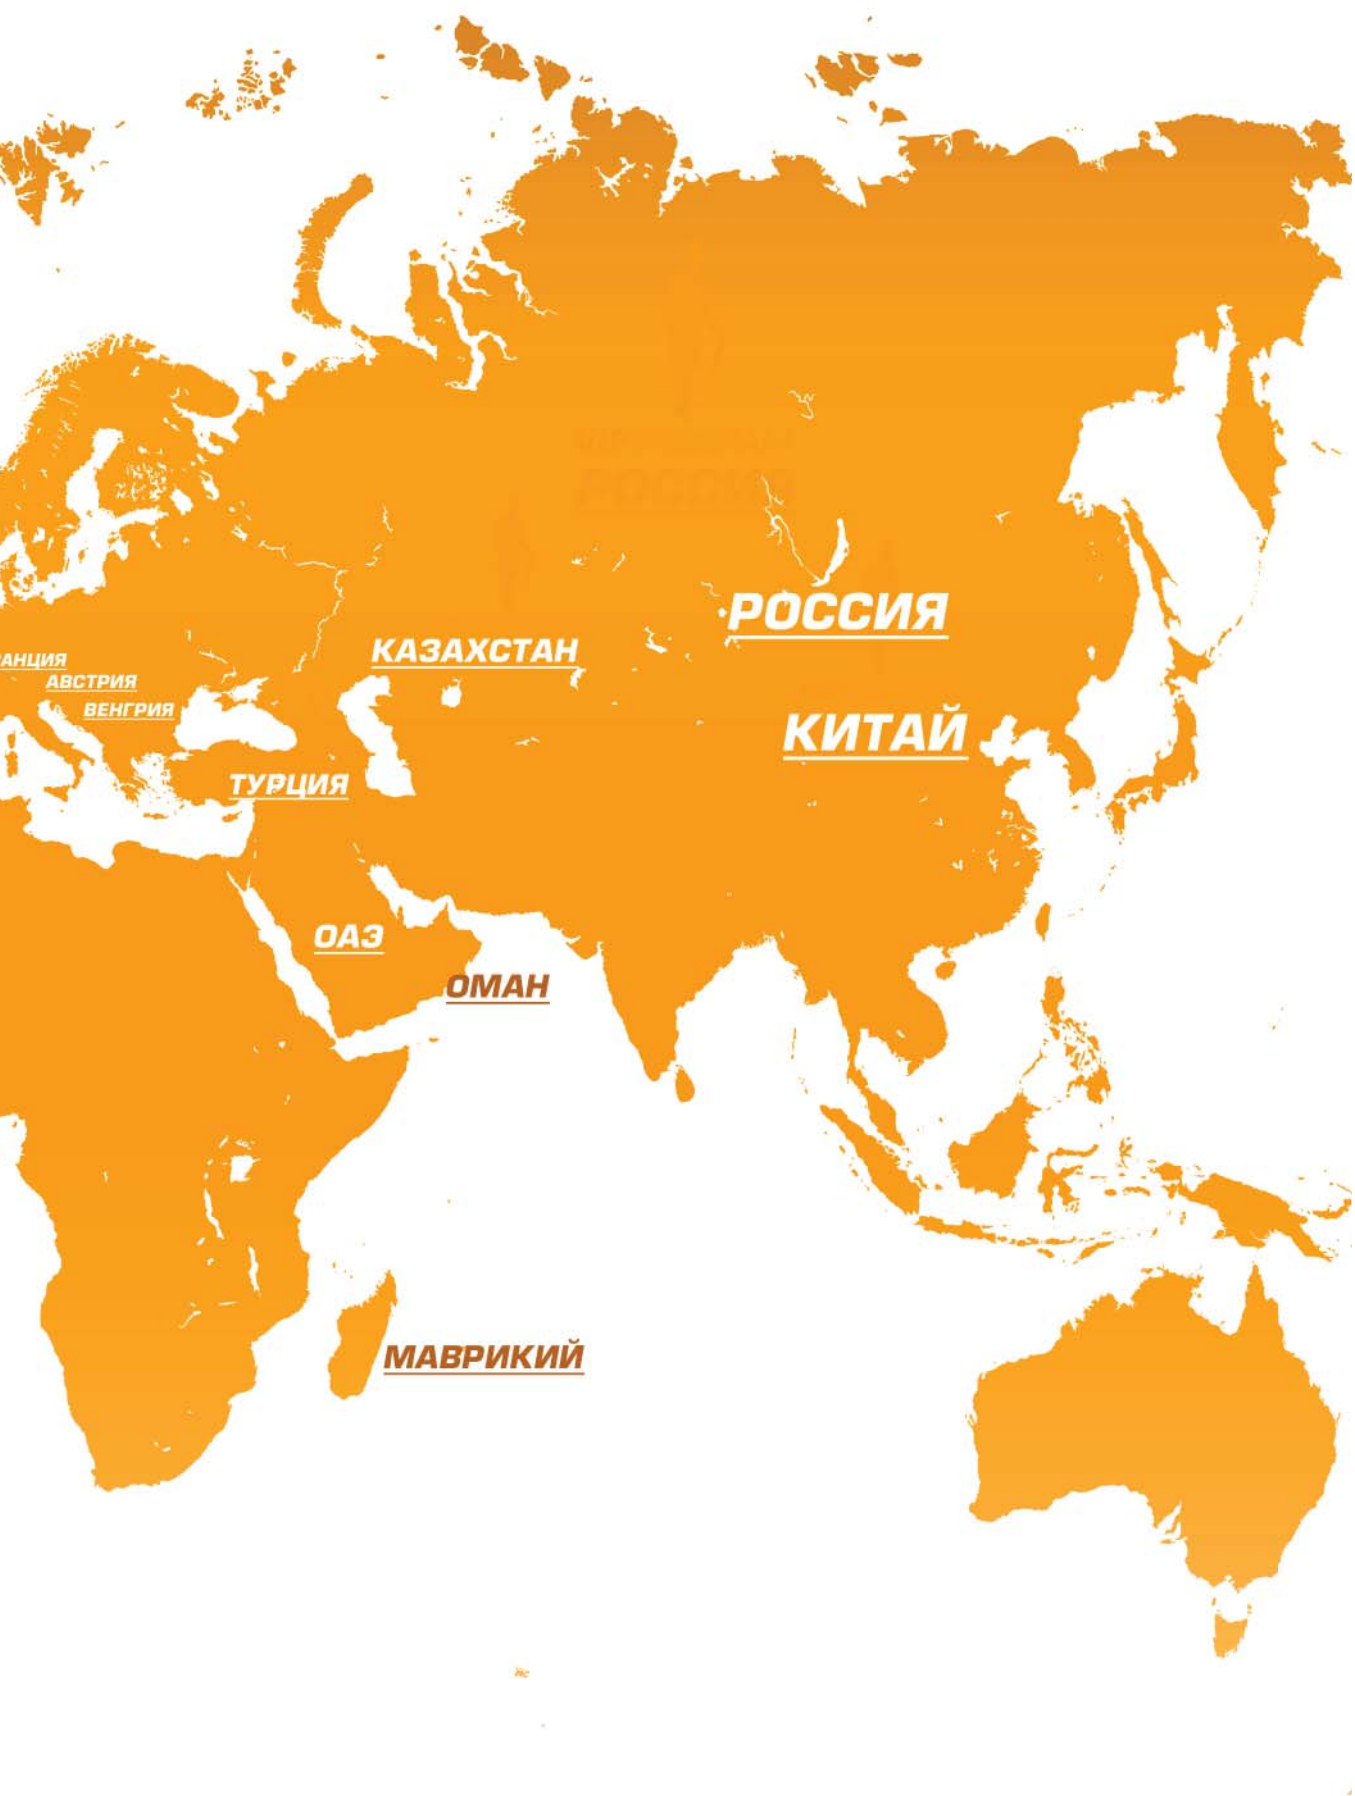 РОССИЯ
КАЗАХСТАН
АНЦИЯ
АВСТРИЯ
ВЕНГРИЯ
КИТАЙ
ТУРЦИЯ
ОАЭ
ОМАН
МАВРИКИЙ